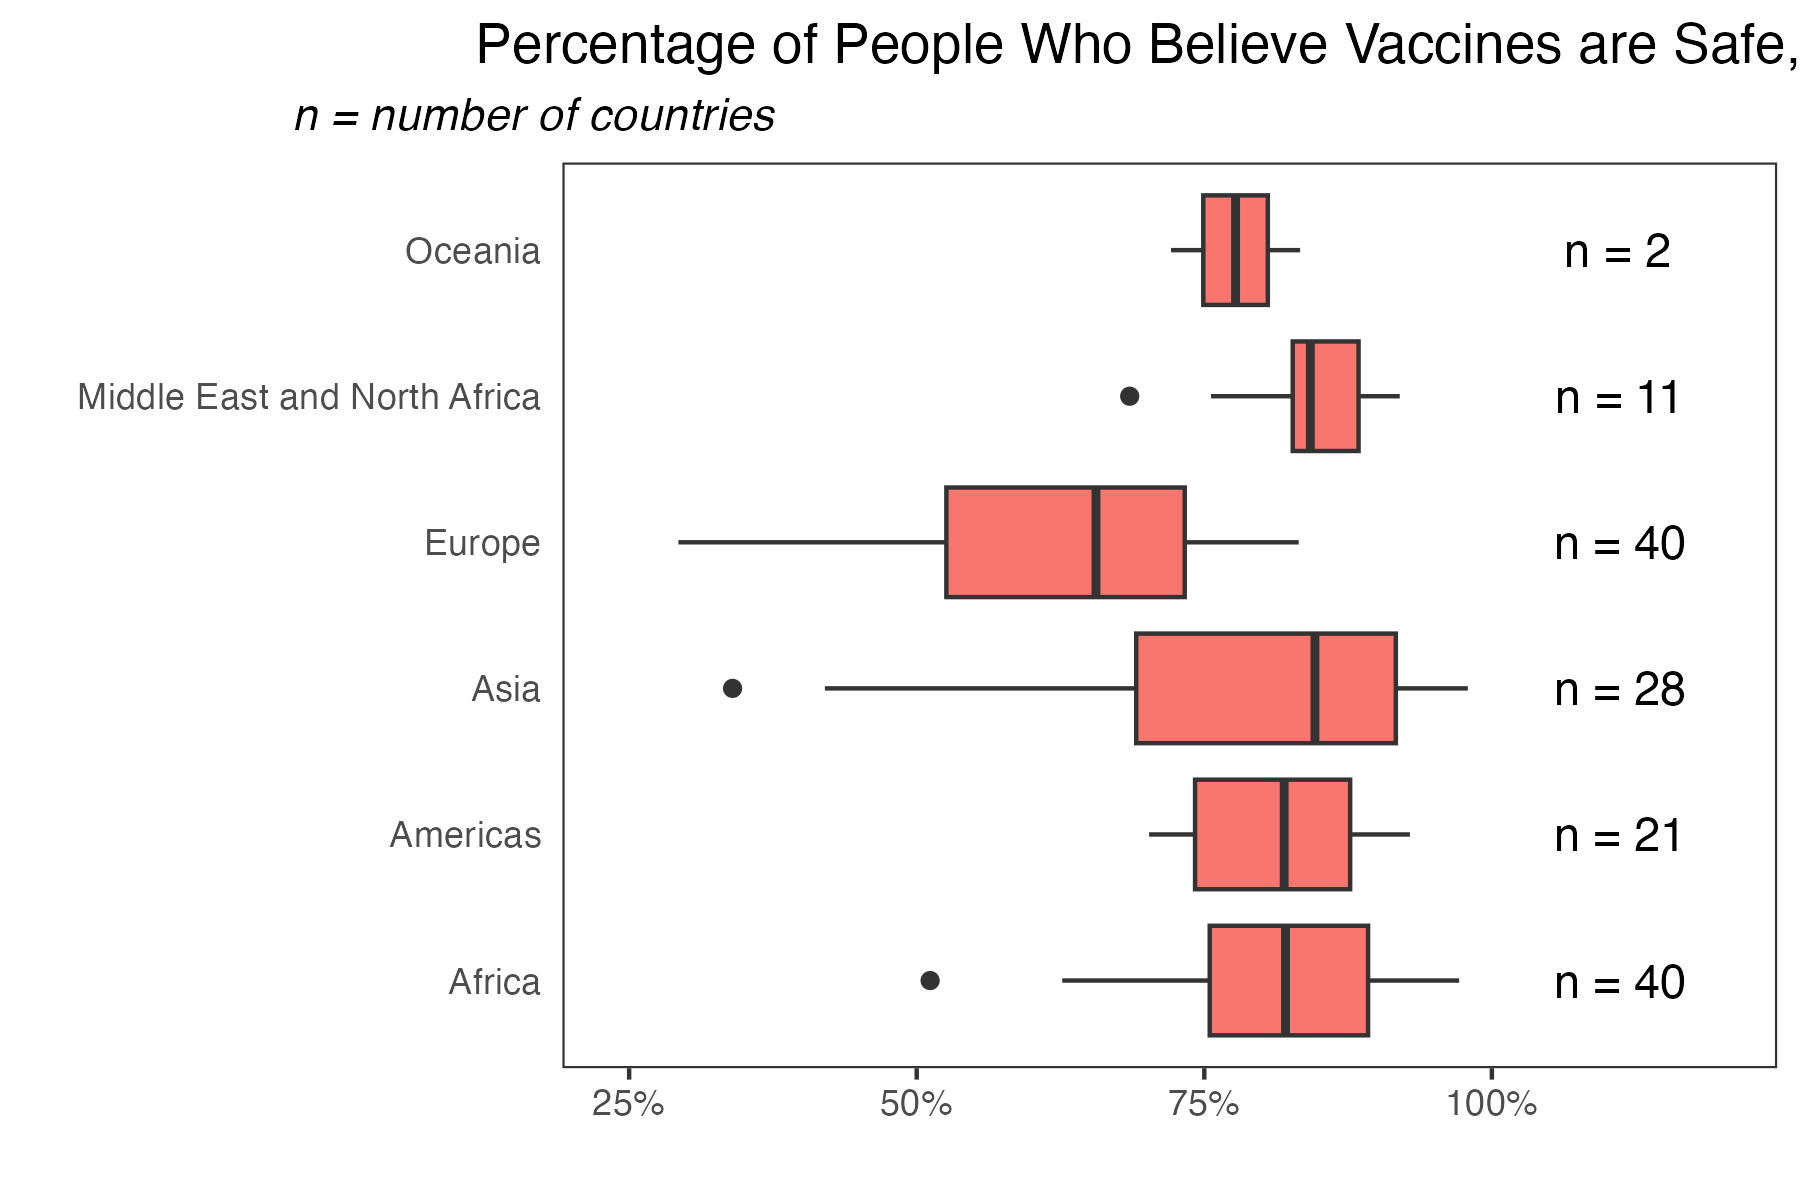 Percentage of People Who Believe Vaccines are Safe,
n = number of countries
Oceania n = 2
Middle East and North Africa n = 11
Europe n = 40
Asia n = 28
Americas n = 21
Africa n = 40
25% 50% 75% 100%